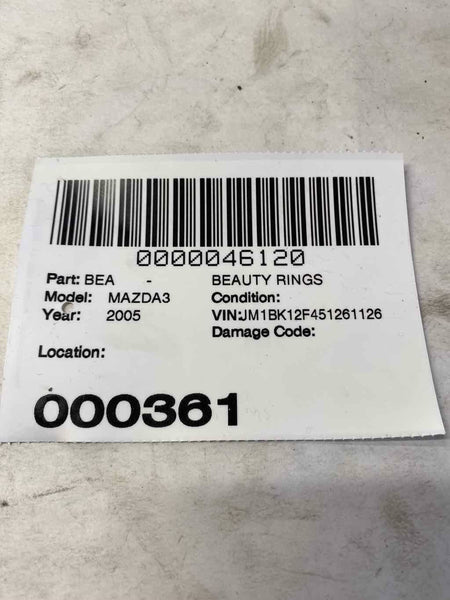 0000046120
Part: BEA - BEAUTY RINGS
Model: MAZDA3 Condition:
Year: 2005 VIN:JM1BK12F451261126
Damage Code:
Location:
000361